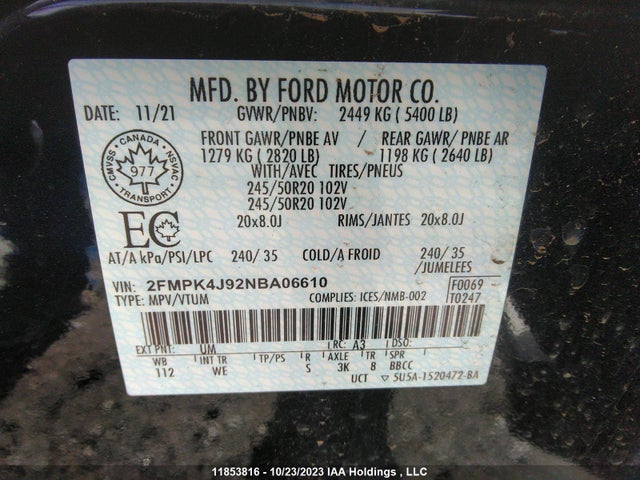 MFD. BY FORD MOTOR CO.
DATE: 11/21 GVWR/PNBV: 2449 KG ( 5400 LB)
FRONT GAWR/PNBE AV / REAR GAWR/ PNBE AR
1279 KG ( 2820 LB) 1198 KG ( 2640 LB)
WITH/AVEC TIRES/PNEUS
245/50R20 102V
245/50R20 102V
20x8.0J RIMS/JANTES 20x8.0J
CMVSS CANADA NSVAC
977
TRANSPORT
EC
AT/A kPa/PSI/LPC 240/ 35 COLD/A FROID 240/ 35
/JUMELEES
VIN: 2FMPK4J92NBA06610 F0069
TYPE: MPV/VTUM COMPLIES: ICES/NMB-002 T0247
EXT PNT: UM RC: A3 DSO:
WB INT TR TP/PS R AXLE TR SPR
112 WE S 3K 8 BBCC
UCT 5U5A-1520472-BA
11853816 - 10/23/2023 IAA Holdings , LLC